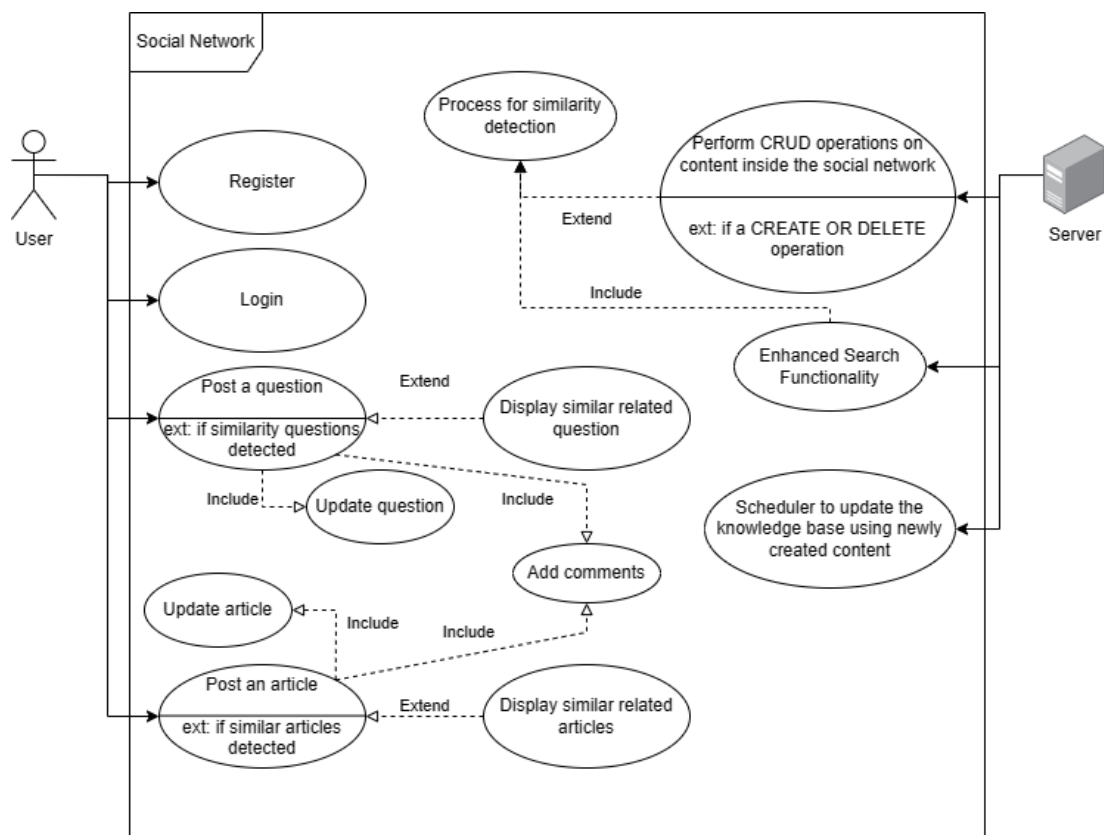 Social Network
Process for similarity
detection
Perform CRUD operations on
content inside the social network
Register
Extend
ext: if a CREATE OR DELETE
operation
User
Server
Login
Include
Enhanced Search
Functionality
Post a question
Extend
Display similar related
question
ext: if similarity questions
detected
Include
Update question
Include
Scheduler to update the
knowledge base using newly
created content
Add comments
Update article
Include
Include
Post an article
ext: if similar articles
detected
Extend
Display similar related
articles